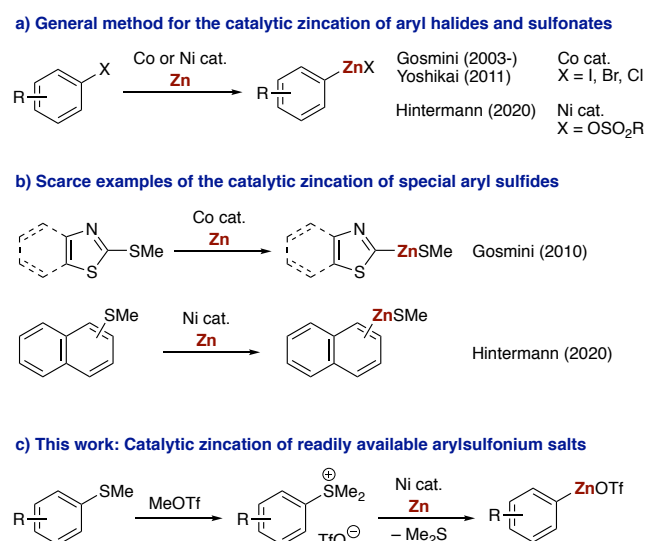 a) General method for the catalytic zincation of aryl halides and sulfonates
R
X
Co or Ni cat.
Zn
R
ZnX
Gosmini (2003-)
Yoshikai (2011)
Co cat.
X = I, Br, Cl
Hintermann (2020)
Ni cat.
X = OSO₂R
b) Scarce examples of the catalytic zincation of special aryl sulfides
N
S
SMe
Co cat.
Zn
N
S
ZnSMe
Gosmini (2010)
SMe
Ni cat.
Zn
ZnSMe
Hintermann (2020)
c) This work: Catalytic zincation of readily available arylsulfonium salts
R
SMe
MeOTf
R
⊕
SMe₂
TfO⊖
Ni cat.
Zn
– Me₂S
R
ZnOTf